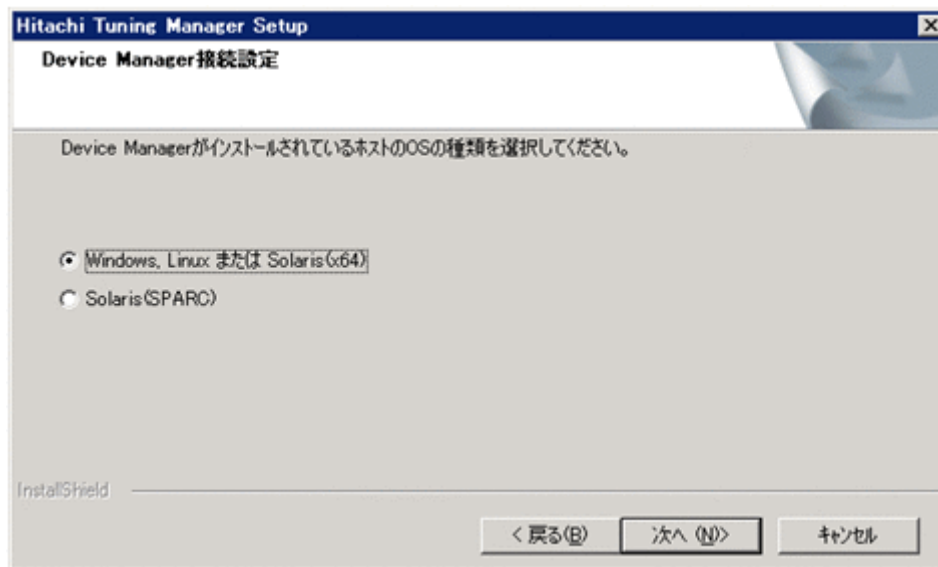 Hitachi Tuning Manager Setup
Device Manager接続設定
Device Managerがインストールされているホストの OSの種類を選択してください。
Windows, Linux または Solaris(x64)
Solaris(SPARC)
InstallShield
< 戻る(B)
次へ (N)>
キャンセル